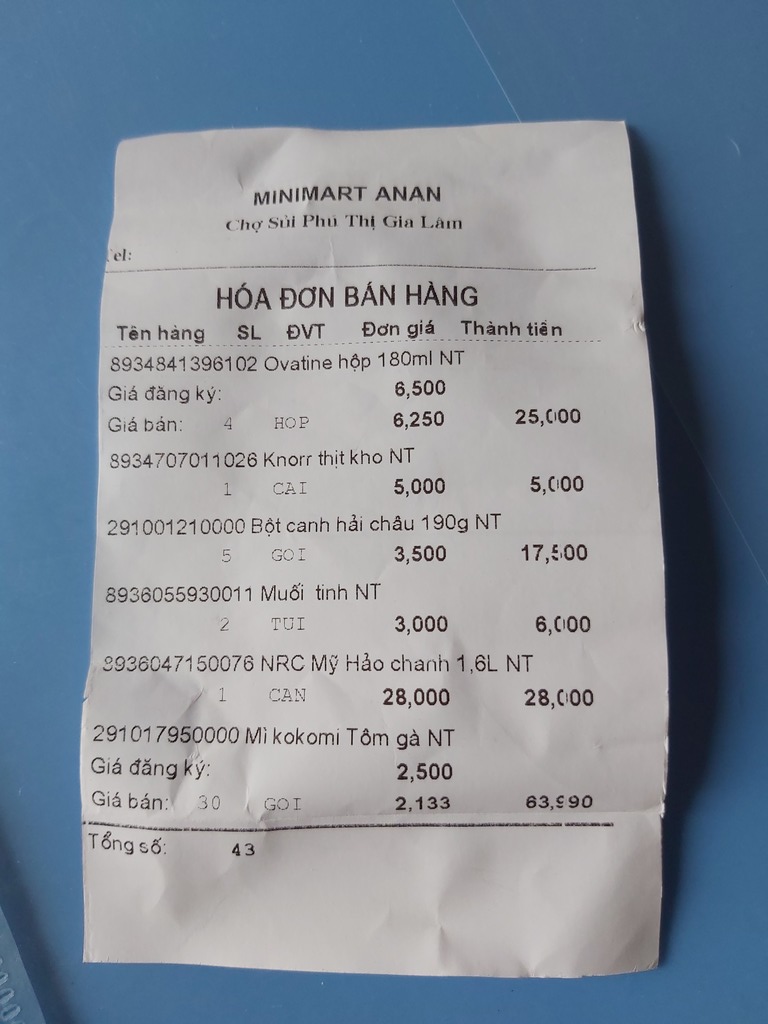 MINIMART ANAN
Chợ Sủi Phú Thị Gia Lâm
Tel:
HÓA ĐƠN BÁN HÀNG
Tên hàng SL ĐVT Đơn giá Thành tiền
8934841396102 Ovatine hộp 180ml NT
Giá đăng ký: 6,500
Giá bán: 4 HOP 6,250 25,000
8934707011026 Knorr thịt kho NT
1 CAI 5,000 5,000
291001210000 Bột canh hải châu 190g NT
5 GOI 3,500 17,500
8936055930011 Muối tinh NT
2 TUI 3,000 6,000
8936047150076 NRC Mỹ Hảo chanh 1,6L NT
1 CAN 28,000 28,000
291017950000 Mì kokomi Tôm gà NT
Giá đăng ký: 2,500
Giá bán: 30 GOI 2,133 63,990
Tổng số: 43